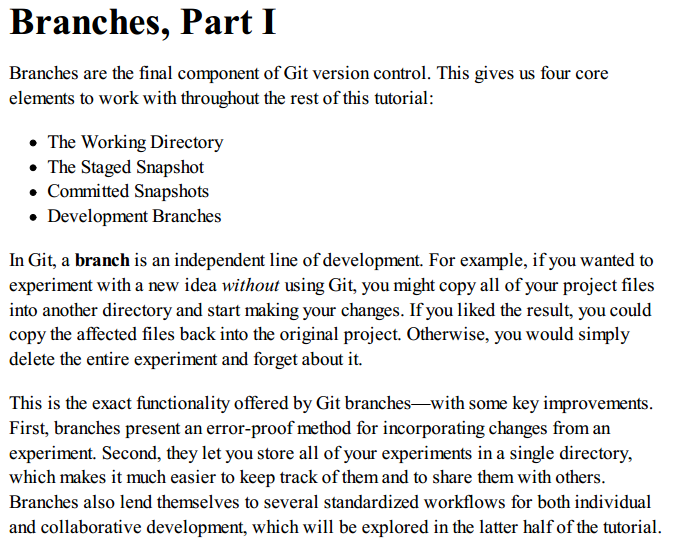 Branches, Part I
Branches are the final component of Git version control. This gives us four core
elements to work with throughout the rest of this tutorial:
• The Working Directory
• The Staged Snapshot
• Committed Snapshots
• Development Branches
In Git, a branch is an independent line of development. For example, if you wanted to
experiment with a new idea without using Git, you might copy all of your project files
into another directory and start making your changes. If you liked the result, you could
copy the affected files back into the original project. Otherwise, you would simply
delete the entire experiment and forget about it.
This is the exact functionality offered by Git branches—with some key improvements.
First, branches present an error-proof method for incorporating changes from an
experiment. Second, they let you store all of your experiments in a single directory,
which makes it much easier to keep track of them and to share them with others.
Branches also lend themselves to several standardized workflows for both individual
and collaborative development, which will be explored in the latter half of the tutorial.